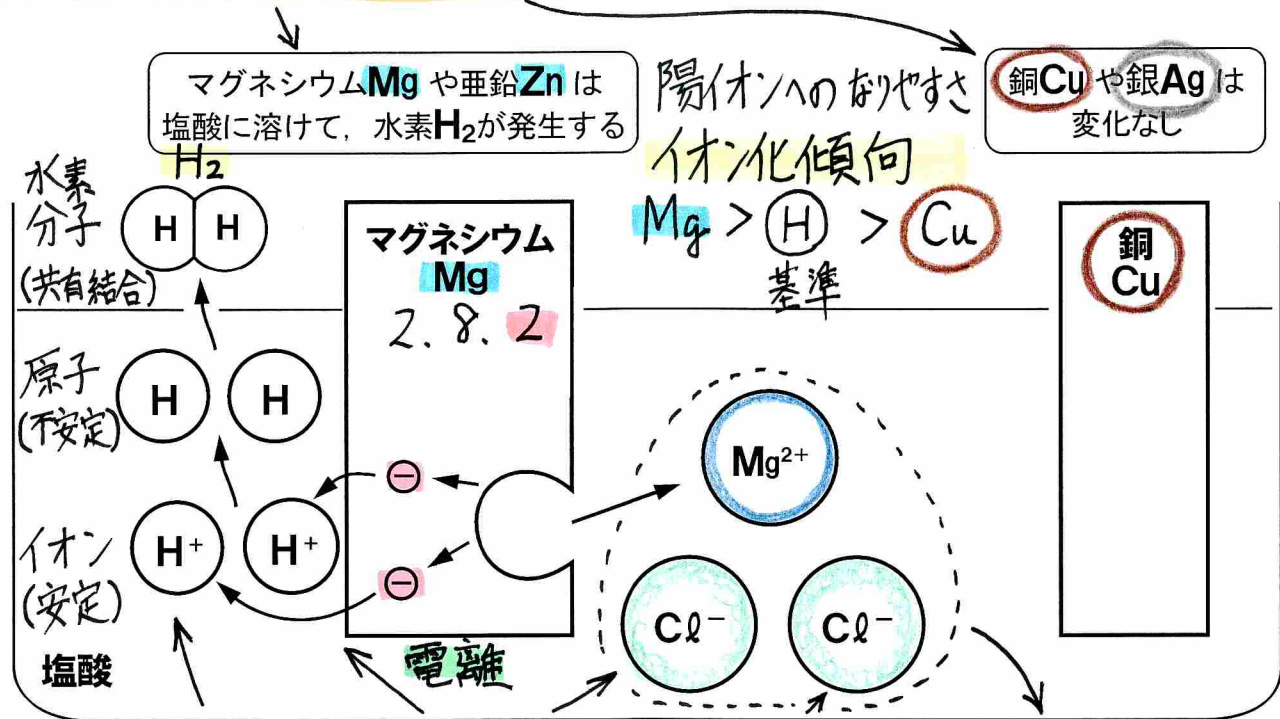 マグネシウムMg や亜鉛Zn は
塩酸に溶けて，水素H₂が発生する
陽イオンへのなりやすさ
イオン化傾向
Mg > H > Cu
基準
銅Cu や銀Ag は
変化なし
水素
分子
(共有結合)
H₂
H H
マグネシウム
Mg
2. 8. 2
銅
Cu
原子
(不安定)
H H
⊖
Mg²⁺
イオン
(安定)
H⁺ H⁺
⊖
Cℓ⁻ Cℓ⁻
塩酸
電離